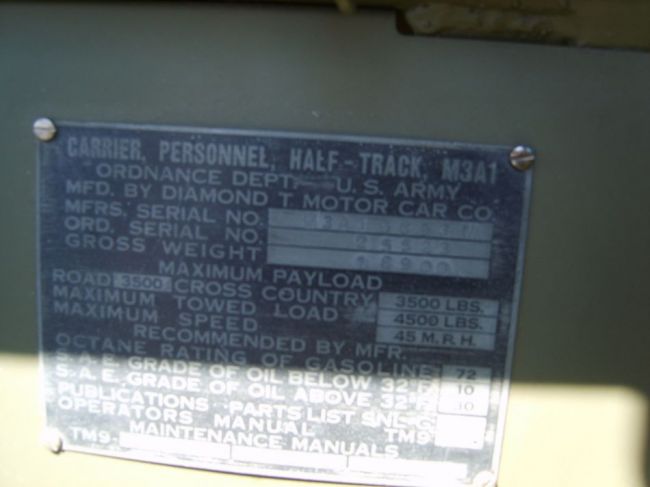 CARRIER, PERSONNEL, HALF-TRACK, M3A1
ORDNANCE DEPT. - U.S. ARMY
MFD. BY DIAMOND T MOTOR CAR CO.
MFRS. SERIAL NO.
ORD. SERIAL NO.
GROSS WEIGHT
MAXIMUM PAYLOAD
ROAD 3500 CROSS COUNTRY 3500 LBS.
MAXIMUM TOWED LOAD 4500 LBS.
MAXIMUM SPEED 45 M.P.H.
RECOMMENDED BY MFR.
OCTANE RATING OF GASOLINE 72
S.A.E. GRADE OF OIL BELOW 32°F. 10
S.A.E. GRADE OF OIL ABOVE 32°F. 30
PUBLICATIONS - PARTS LIST SNL-G
OPERATORS MANUAL TM9
MAINTENANCE MANUALS
TM9-